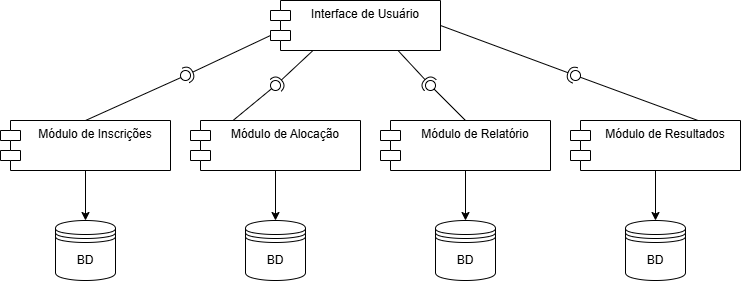 Interface de Usuário
Módulo de Inscrições
Módulo de Alocação
Módulo de Relatório
Módulo de Resultados
BD
BD
BD
BD